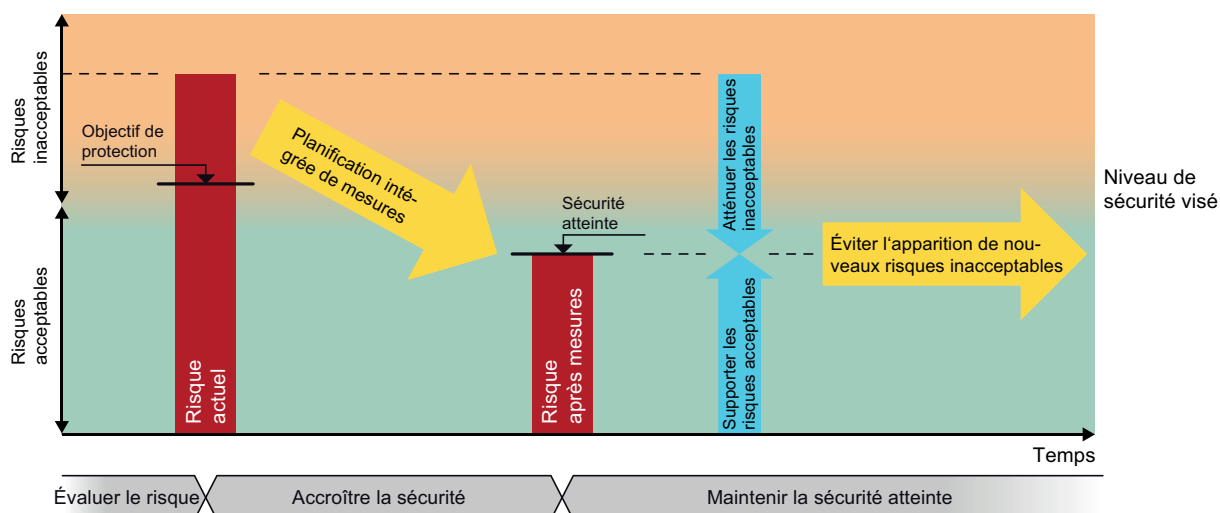 Risques
inacceptables
Risques
acceptables
Objectif de
protection
Risque
actuel
Planification inté-
grée de mesures
Sécurité
atteinte
Risque
après mesures
Atténuer les risques
inacceptables
Supporter les
risques acceptables
Éviter l‘apparition de nou-
veaux risques inacceptables
Niveau de
sécurité visé
Temps
Évaluer le risque
Accroître la sécurité
Maintenir la sécurité atteinte